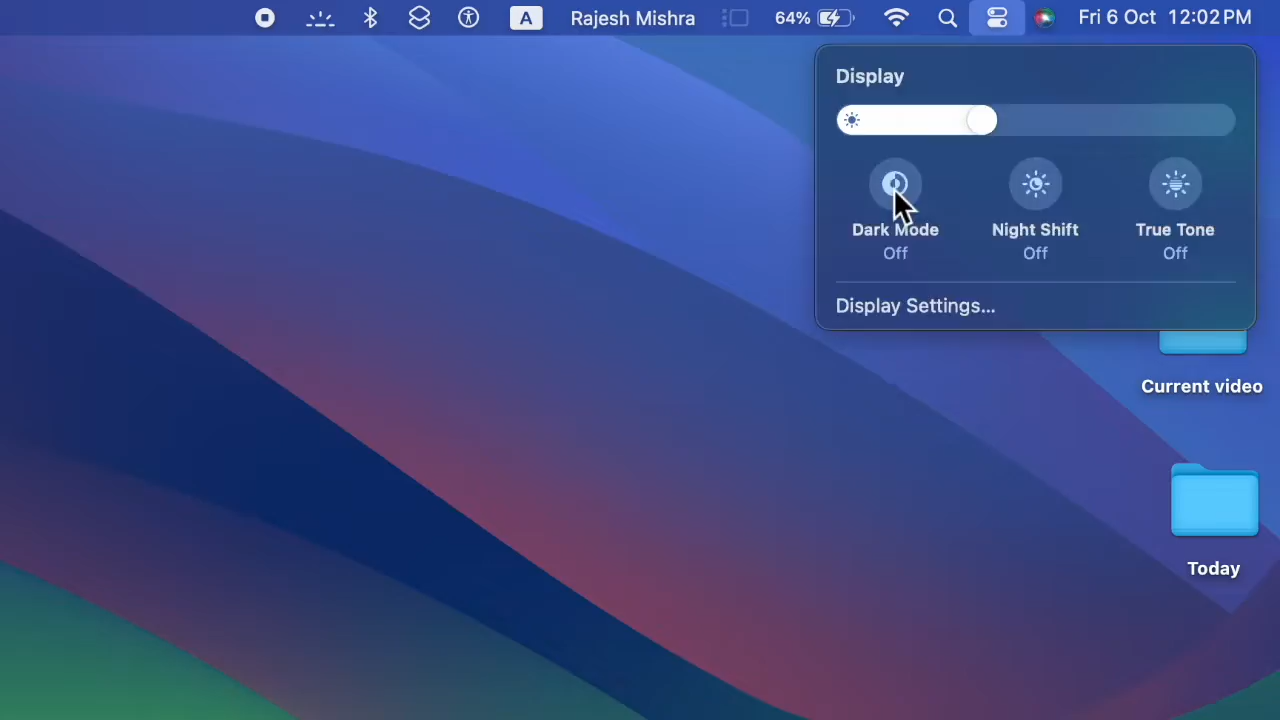 A Rajesh Mishra 64% Fri 6 Oct 12:02 PM
Display
Dark Mode Night Shift True Tone
Off Off Off
Display Settings...
Current video
Today